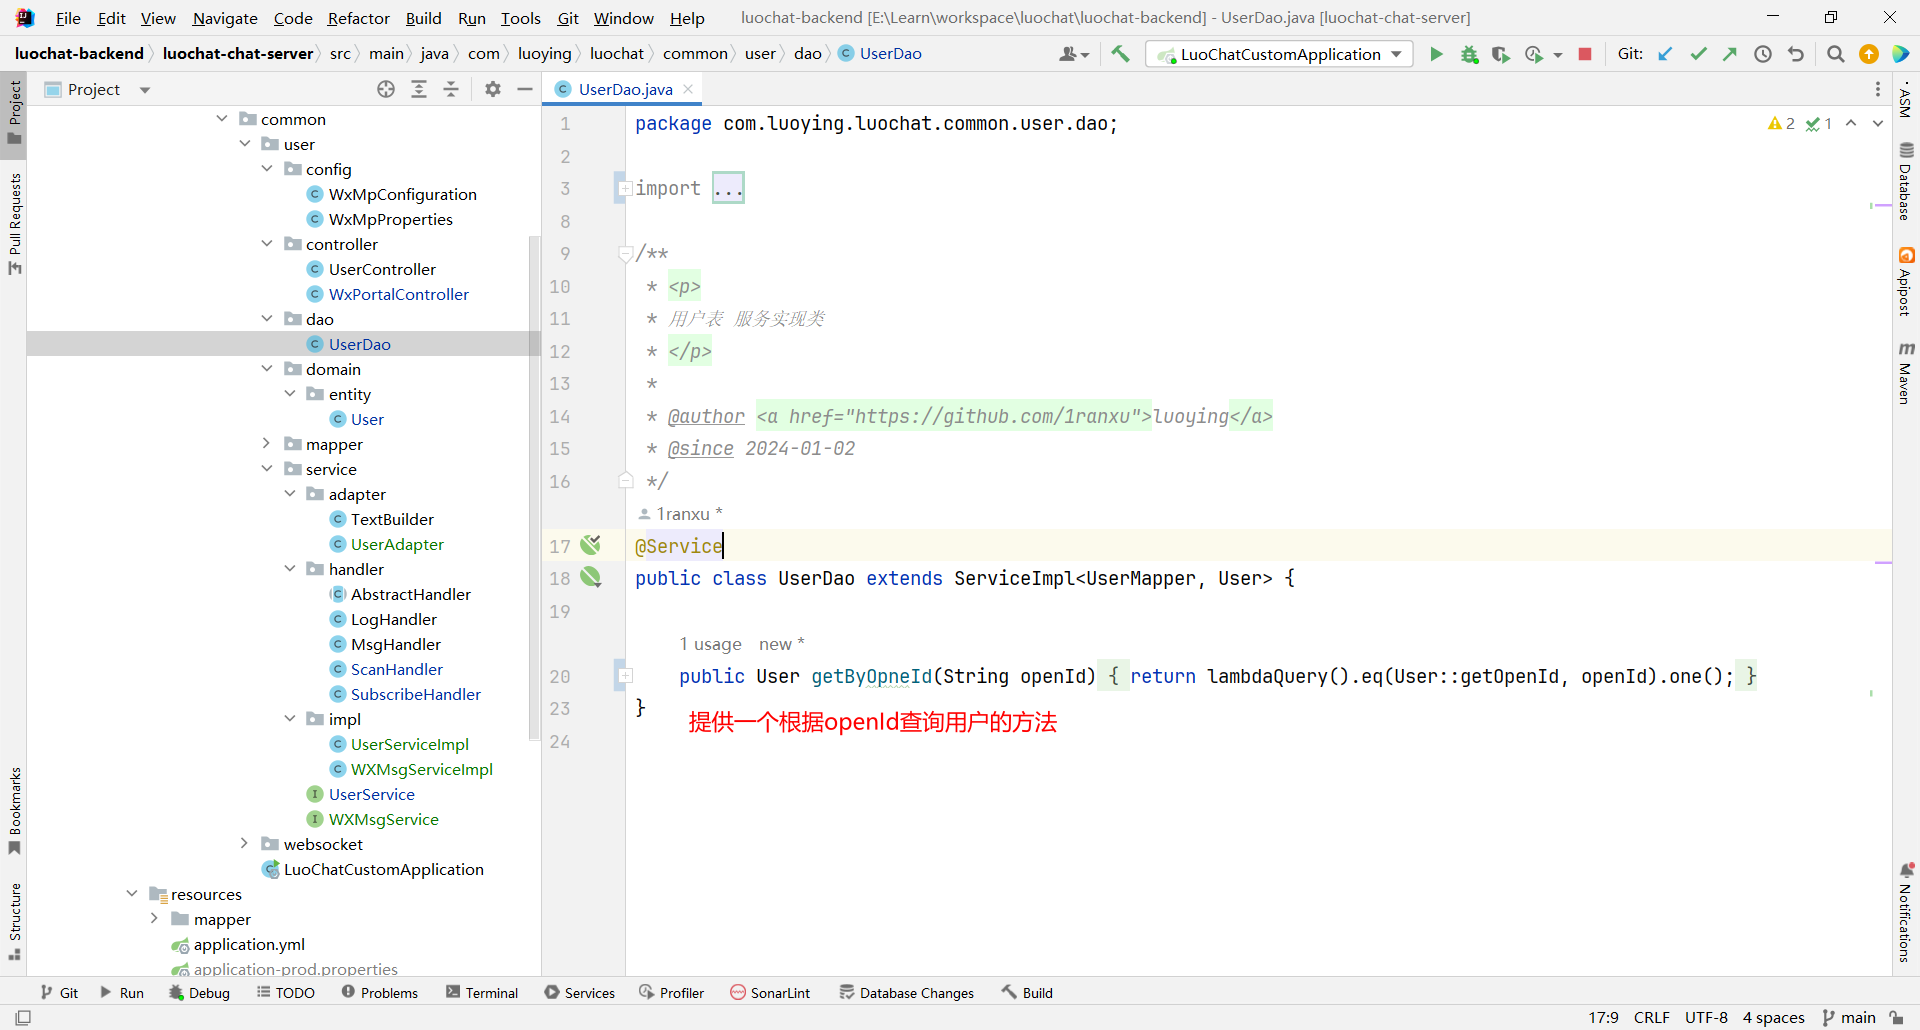 File Edit View Navigate Code Refactor Build Run Tools Git Window Help luochat-backend [E:\Learn\workspace\luochat\luochat-backend] - UserDao.java [luochat-chat-server]
luochat-backend luochat-chat-server src main java com luoying luochat common user dao UserDao LuoChatCustomApplication Git:
Project
UserDao.java
common
user
config
WxMpConfiguration
WxMpProperties
controller
UserController
WxPortalController
dao
UserDao
domain
entity
User
mapper
service
adapter
TextBuilder
UserAdapter
handler
AbstractHandler
LogHandler
MsgHandler
ScanHandler
SubscribeHandler
impl
UserServiceImpl
WXMsgServiceImpl
UserService
WXMsgService
websocket
LuoChatCustomApplication
resources
mapper
application.yml
application-prod.properties
Project
Pull Requests
Bookmarks
Structure
1 package com.luoying.luochat.common.user.dao;
2
3 import ...
8
9 /**
10 * <p>
11 * 用户表 服务实现类
12 * </p>
13 *
14 * @author <a href="https://github.com/1ranxu">luoying</a>
15 * @since 2024-01-02
16 */
1ranxu *
17 @Service
18 public class UserDao extends ServiceImpl<UserMapper, User> {
19
1 usage new *
20 public User getByOpneId(String openId) { return lambdaQuery().eq(User::getOpenId, openId).one(); }
23 }
提供一个根据openId查询用户的方法
24
2 1
ASM
Database
Apipost
Maven
Notifications
Git Run Debug TODO Problems Terminal Services Profiler SonarLint Database Changes Build
17:9 CRLF UTF-8 4 spaces main